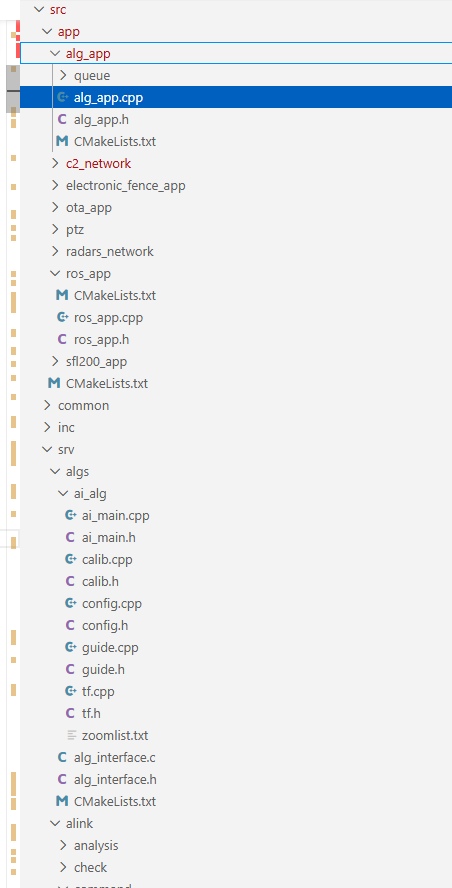 src
app
alg_app
queue
alg_app.cpp
C alg_app.h
M CMakeLists.txt
c2_network
electronic_fence_app
ota_app
ptz
radars_network
ros_app
M CMakeLists.txt
ros_app.cpp
C ros_app.h
sfl200_app
M CMakeLists.txt
common
inc
srv
algs
ai_alg
ai_main.cpp
C ai_main.h
calib.cpp
C calib.h
config.cpp
C config.h
guide.cpp
C guide.h
tf.cpp
C tf.h
zoomlist.txt
C alg_interface.c
C alg_interface.h
M CMakeLists.txt
alink
analysis
check